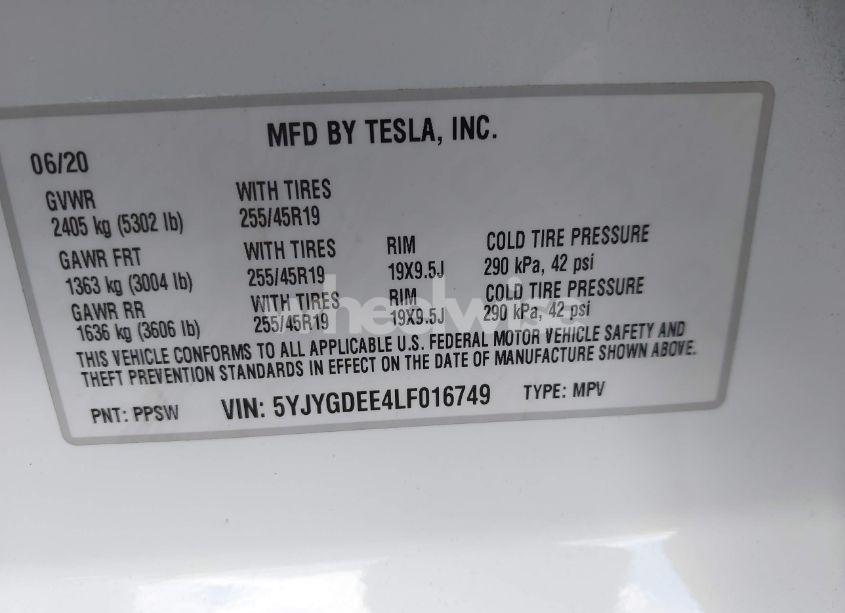 MFD BY TESLA, INC.
06/20
GVWR WITH TIRES
2405 kg (5302 lb) 255/45R19
GAWR FRT WITH TIRES RIM COLD TIRE PRESSURE
1363 kg (3004 lb) 255/45R19 19X9.5J 290 kPa, 42 psi
GAWR RR WITH TIRES RIM COLD TIRE PRESSURE
1636 kg (3606 lb) 255/45R19 19X9.5J 290 kPa, 42 psi
wheelwise
THIS VEHICLE CONFORMS TO ALL APPLICABLE U.S. FEDERAL MOTOR VEHICLE SAFETY AND
THEFT PREVENTION STANDARDS IN EFFECT ON THE DATE OF MANUFACTURE SHOWN ABOVE.
PNT: PPSW VIN: 5YJYGDEE4LF016749 TYPE: MPV